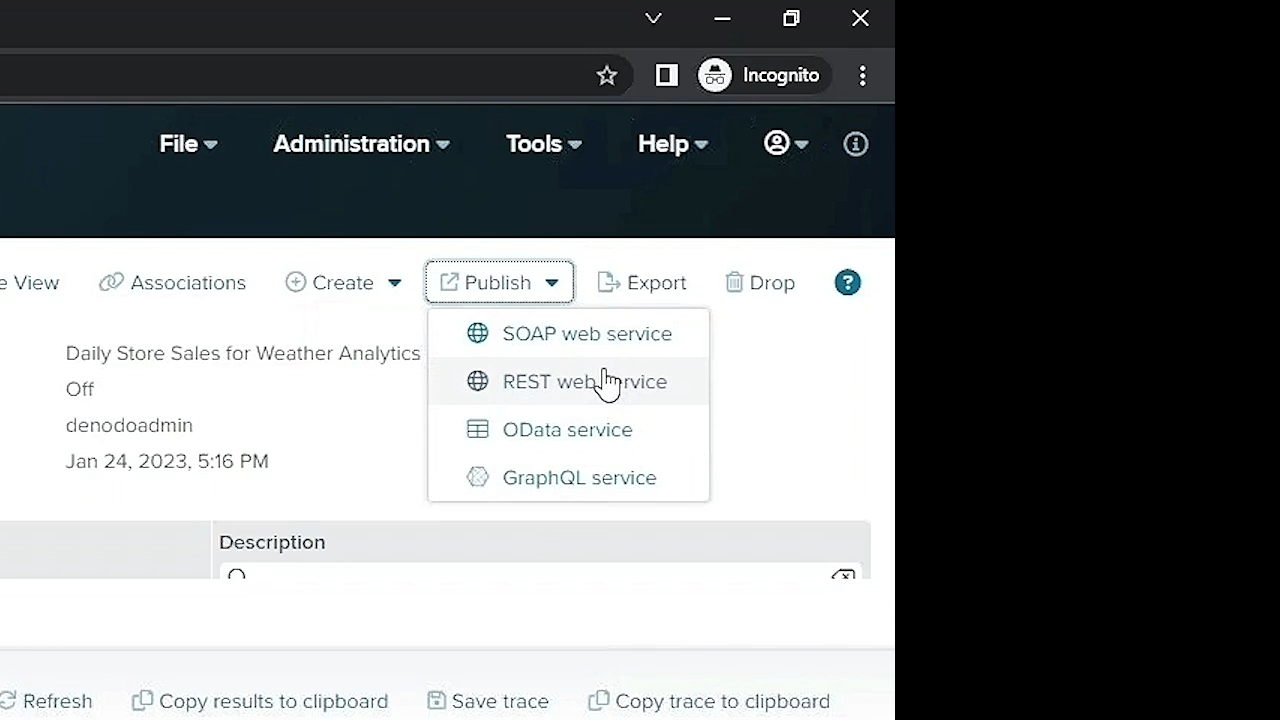 Incognito
File Administration Tools Help
e View Associations Create Publish Export Drop ?
SOAP web service
Daily Store Sales for Weather Analytics
REST web service
Off
denodoadmin
OData service
Jan 24, 2023, 5:16 PM
GraphQL service
Description
Refresh Copy results to clipboard Save trace Copy trace to clipboard